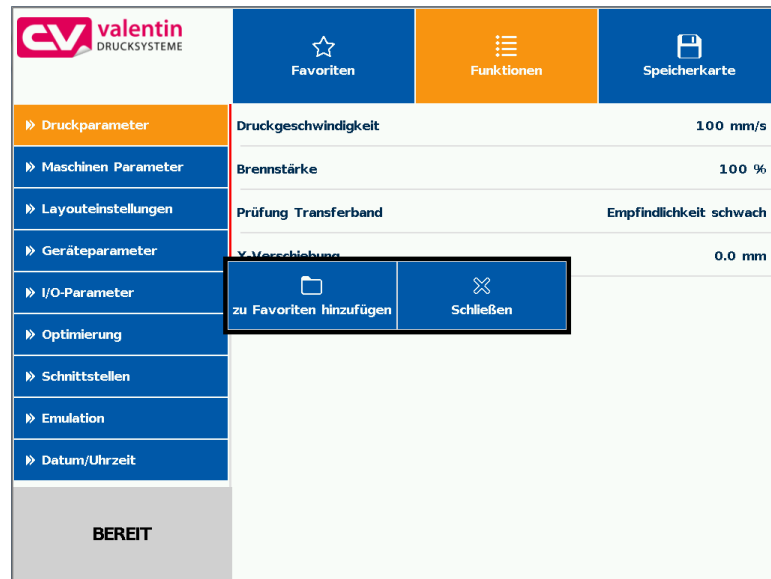 valentin
DRUCKSYSTEME
Favoriten
Funktionen
Speicherkarte
Druckparameter
Maschinen Parameter
Layouteinstellungen
Geräteparameter
I/O-Parameter
Optimierung
Schnittstellen
Emulation
Datum/Uhrzeit
BEREIT
Druckgeschwindigkeit 100 mm/s
Brennstärke 100 %
Prüfung Transferband Empfindlichkeit schwach
X-Verschiebung 0.0 mm
zu Favoriten hinzufügen
Schließen